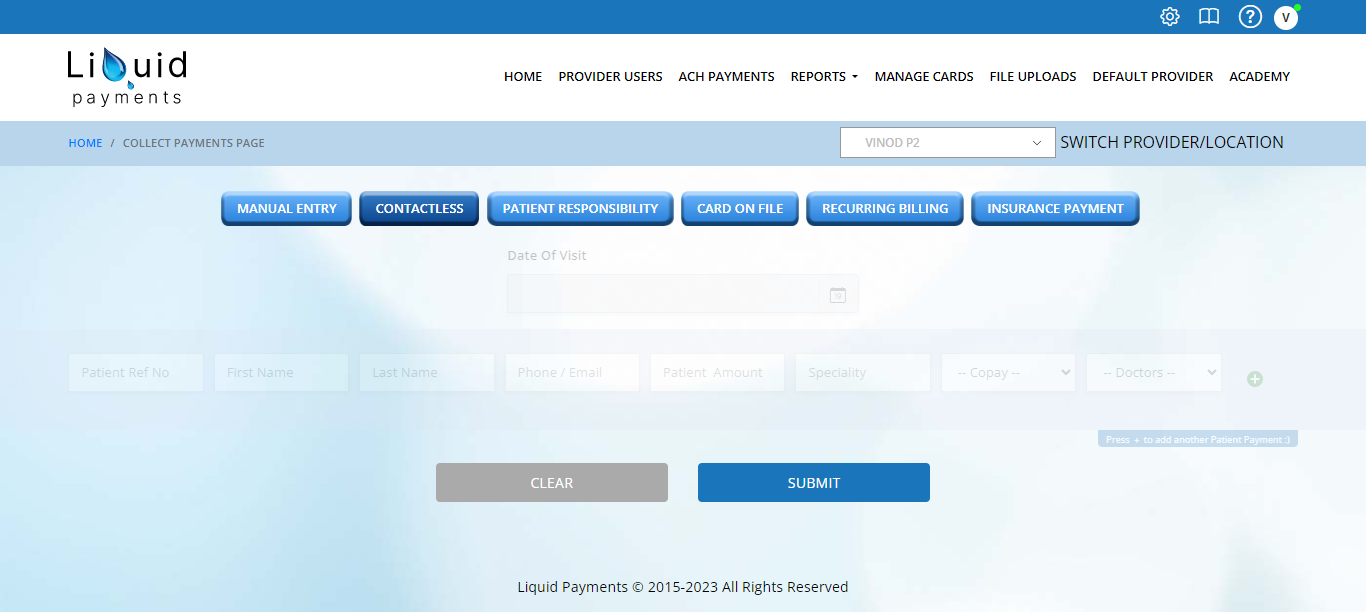 V
Liquid
payments
HOME PROVIDER USERS ACH PAYMENTS REPORTS MANAGE CARDS FILE UPLOADS DEFAULT PROVIDER ACADEMY
HOME / COLLECT PAYMENTS PAGE
VINOD P2
SWITCH PROVIDER/LOCATION
MANUAL ENTRY CONTACTLESS PATIENT RESPONSIBILITY CARD ON FILE RECURRING BILLING INSURANCE PAYMENT
Date Of Visit
Patient Ref No First Name Last Name Phone / Email Patient Amount Speciality -- Copay -- -- Doctors --
Press + to add another Patient Payment :)
CLEAR SUBMIT
Liquid Payments © 2015-2023 All Rights Reserved